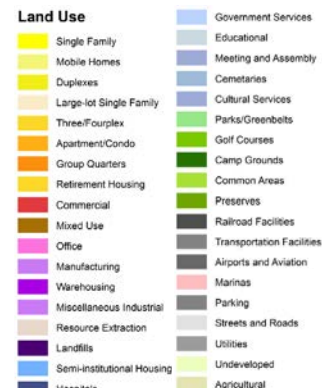 Land Use
Single Family
Mobile Homes
Duplexes
Large-lot Single Family
Three/Fourplex
Apartment/Condo
Group Quarters
Retirement Housing
Commercial
Mixed Use
Office
Manufacturing
Warehousing
Miscellaneous Industrial
Resource Extraction
Landfills
Semi-institutional Housing
Hospitals
Government Services
Educational
Meeting and Assembly
Cemetaries
Cultural Services
Parks/Greenbelts
Golf Courses
Camp Grounds
Common Areas
Preserves
Railroad Facilities
Transportation Facilities
Airports and Aviation
Marinas
Parking
Streets and Roads
Utilities
Undeveloped
Agricultural